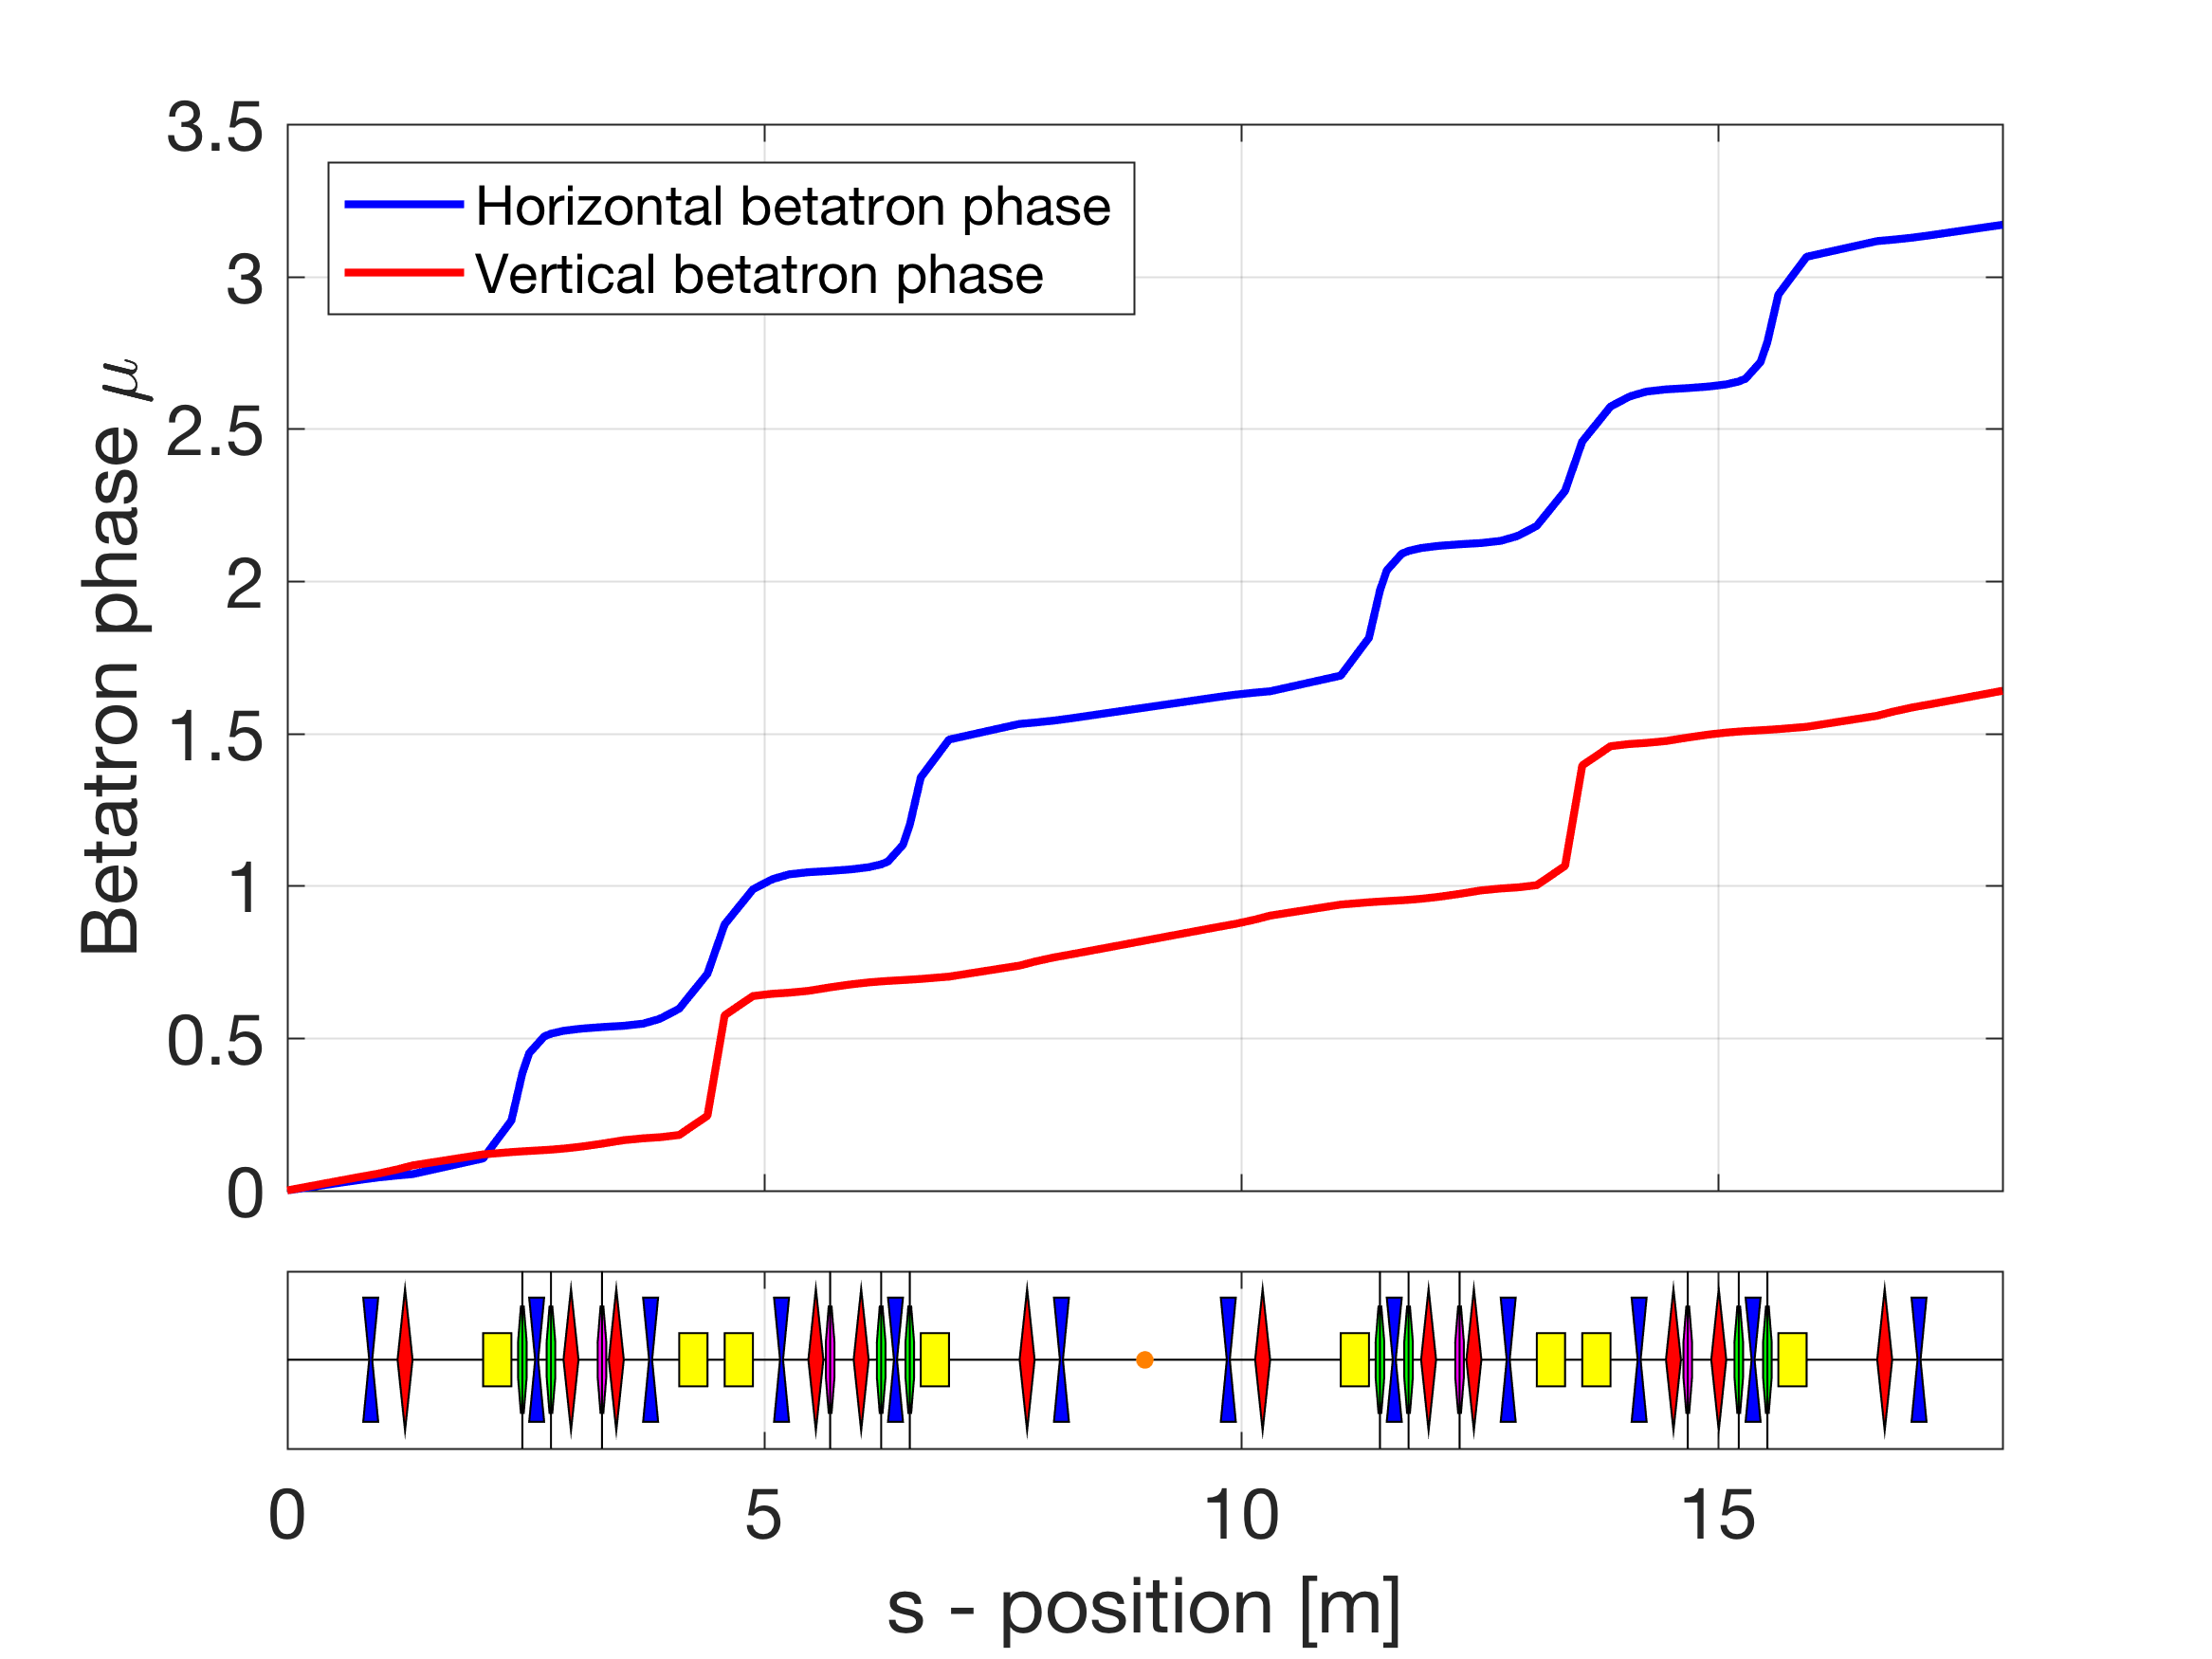 3.5
3
2.5
2
1.5
1
0.5
0
Betatron phase μ
Horizontal betatron phase
Vertical betatron phase
0 5 10 15
s - position [m]